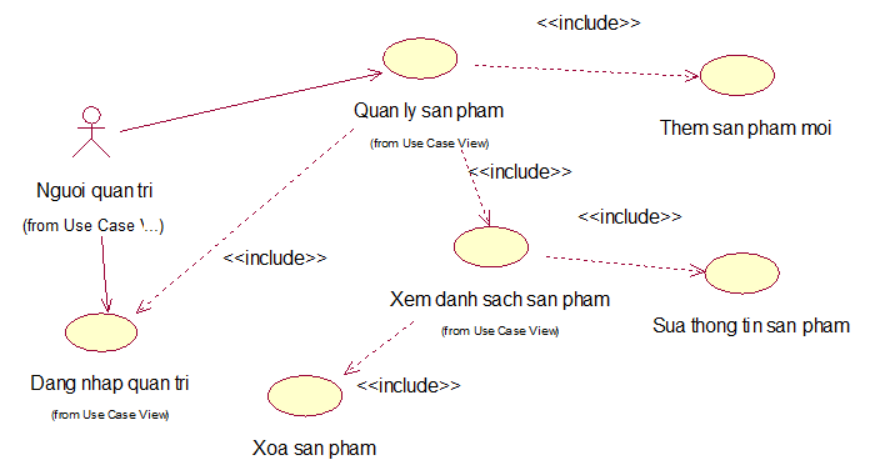 <<include>>
Quan ly san pham
(from Use Case View)
Them san pham moi
Nguoi quan tri
(from Use Case V...)
<<include>>
<<include>>
<<include>>
Xem danh sach san pham
(from Use Case View)
Sua thong tin san pham
Dang nhap quan tri
(from Use Case View)
<<include>>
Xoa san pham